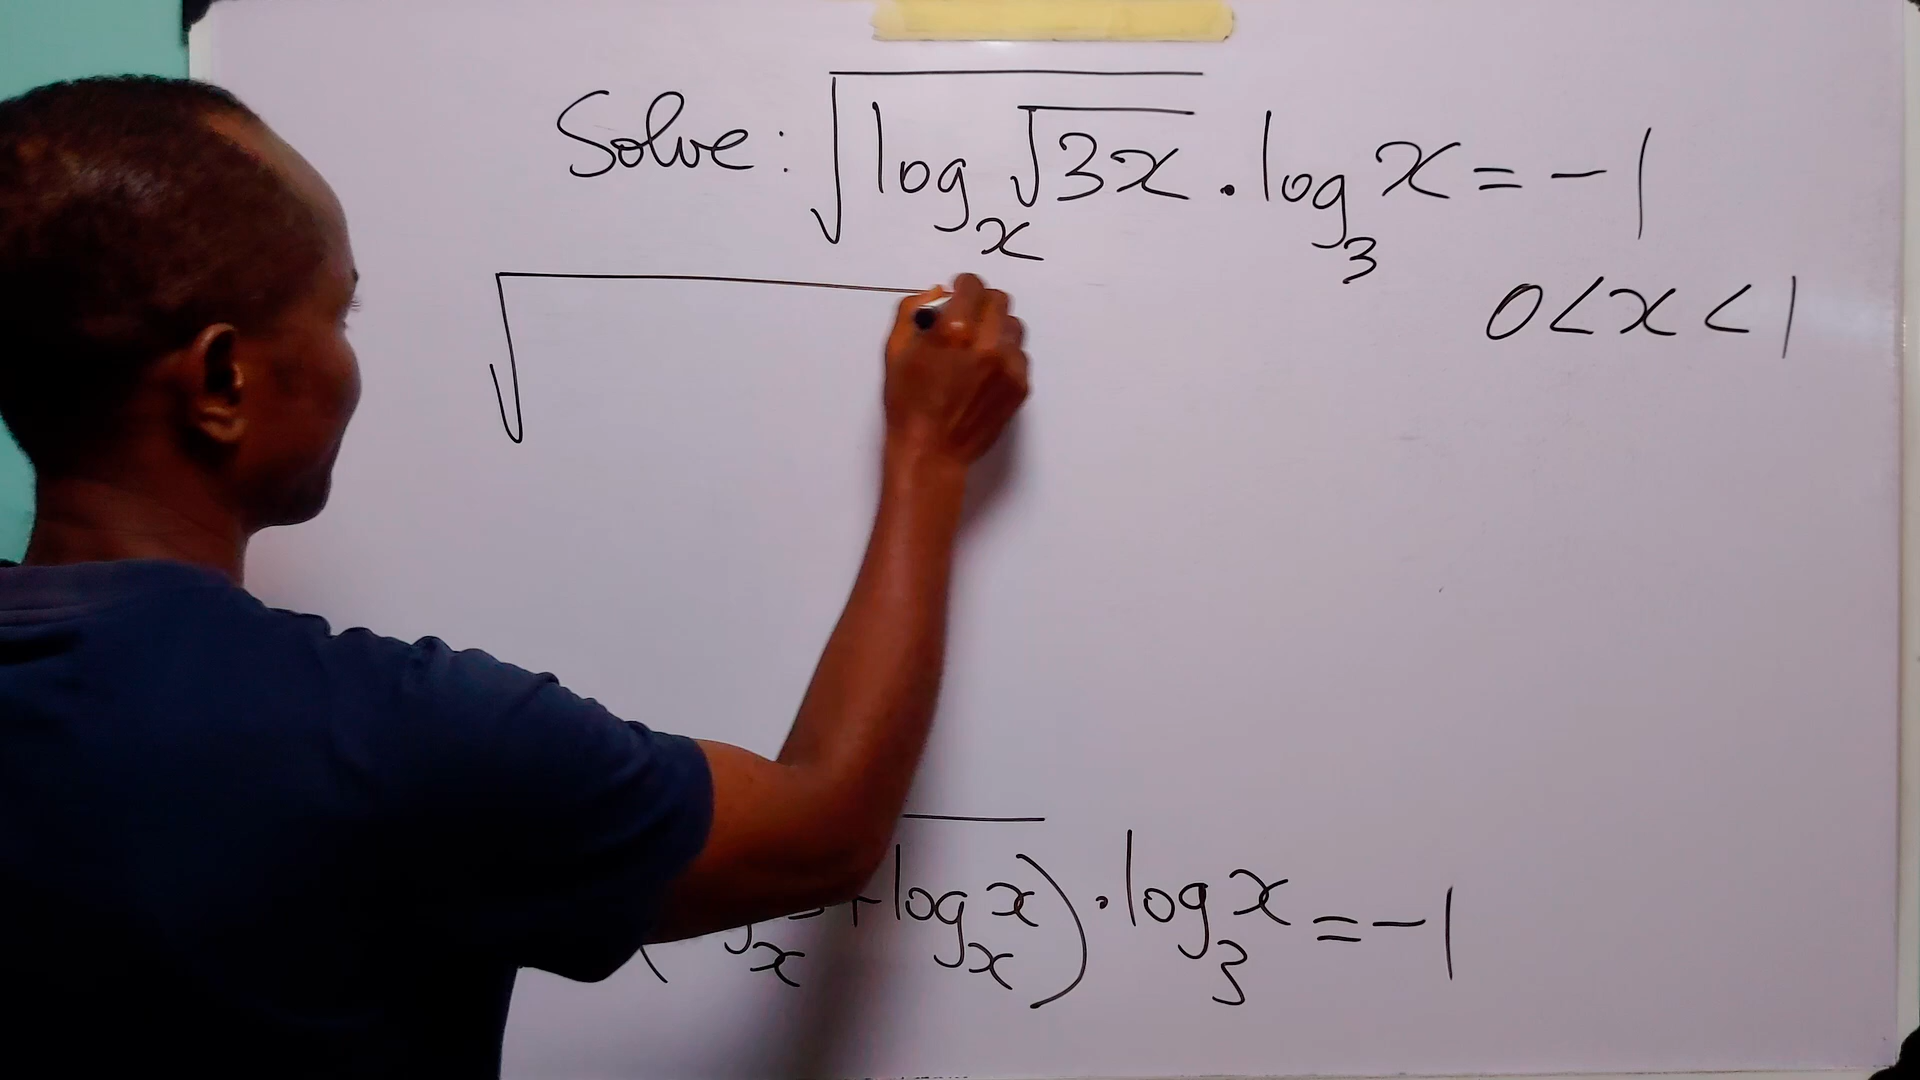 Solve: √(log_x √(3x)) · log_3 x = -1
0 < x < 1
+ log_x x) · log_3 x = -1